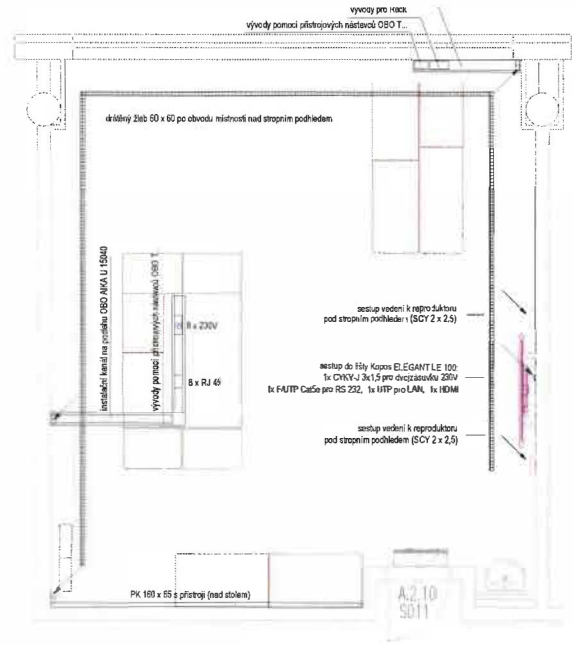 vývody pro Rack
vývody pomocí přístrojových nástavců OBO T...
drátěný žlab 60 x 60 po obvodu místnosti nad stropním podhledem
instalační kanál na podlahu OBO AIKA U 15040
vývody pomocí přístrojových nástavců OBO T...
8 x 230V
8 x RJ 45
sestup vedení k reproduktoru
pod stropním podhledem (SCY 2 x 2,5)
sestup do lišty Kopos ELEGANT LE 100:
1x CYKY-J 3x1,5 pro dvojzásuvku 230V
1x F/UTP Cat5e pro RS 232, 1x UTP pro LAN, 1x HDMI
sestup vedení k reproduktoru
pod stropním podhledem (SCY 2 x 2,5)
PK 160 x 65 s přístroji (nad stolem)
A.2.10
S011